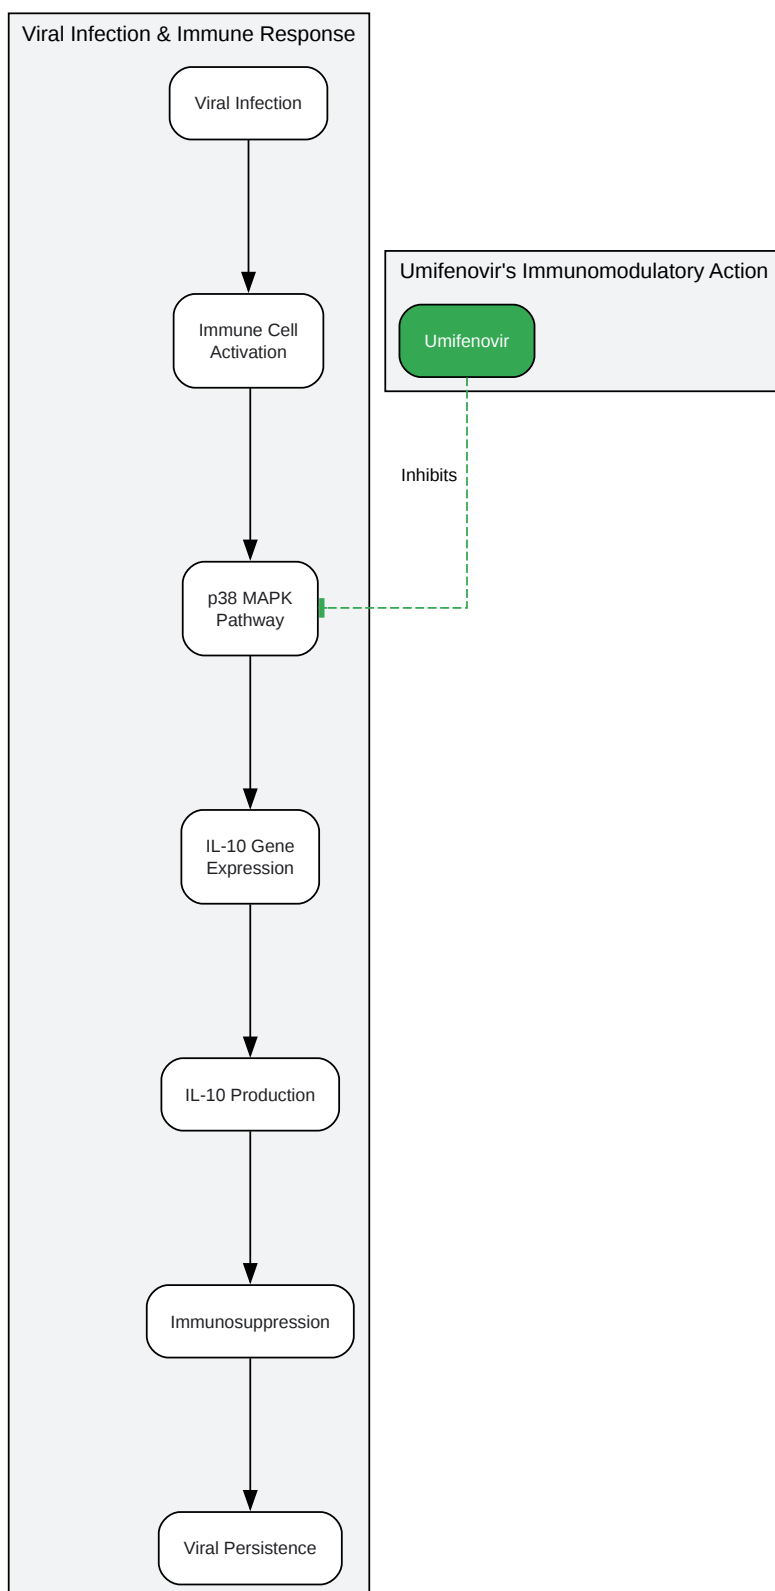 Viral Infection & Immune Response
Viral Infection
Umifenovir's Immunomodulatory Action
Immune Cell
Activation
Umifenovir
Inhibits
p38 MAPK
Pathway
IL-10 Gene
Expression
IL-10 Production
Immunosuppression
Viral Persistence